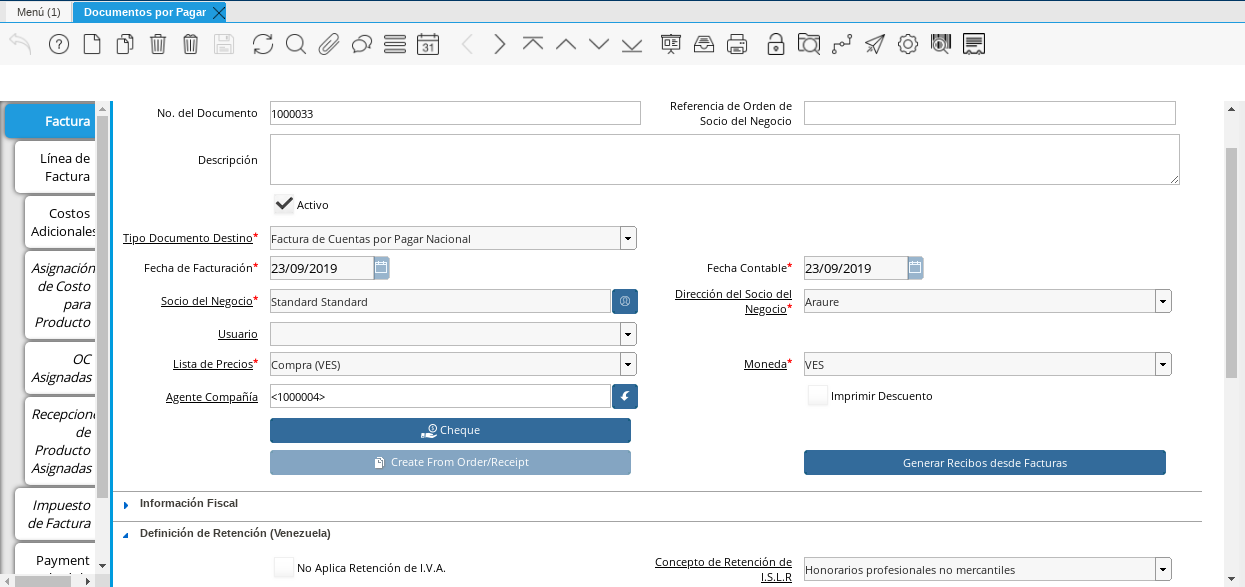 Menú (1)
Documentos por Pagar
31
Factura
Línea de
Factura
Costos
Adicionales
Asignación
de Costo
para
Producto
OC
Asignadas
de
Producto
Asignadas
Impuesto
de Factura
Payment
No. del Documento
1000033
Referencia de Orden de
Socio del Negocio
Descripción
Activo
Tipo Documento Destino*
Factura de Cuentas por Pagar Nacional
Fecha de Facturación*
23/09/2019
Fecha Contable*
23/09/2019
Socio del Negocio*
Standard Standard
Dirección del Socio del
Negocio*
Araure
Usuario
Lista de Precios*
Compra (VES)
Moneda*
VES
Agente Compañía
<1000004>
Imprimir Descuento
Cheque
Create From Order/Receipt
Generar Recibos desde Facturas
Información Fiscal
Definición de Retención (Venezuela)
No Aplica Retención de I.V.A.
Concepto de Retención de
I.S.L.R
Honorarios profesionales no mercantiles